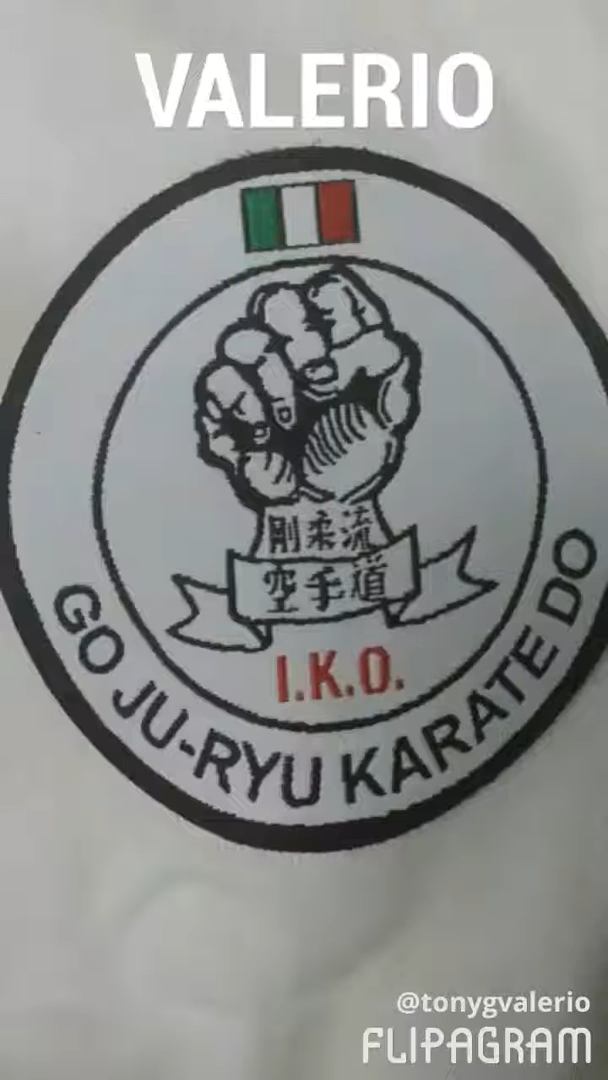 VALERIO
剛柔流
空手道
I.K.O.
GO JU-RYU KARATE DO
@tonygvalerio
FLIPAGRAM